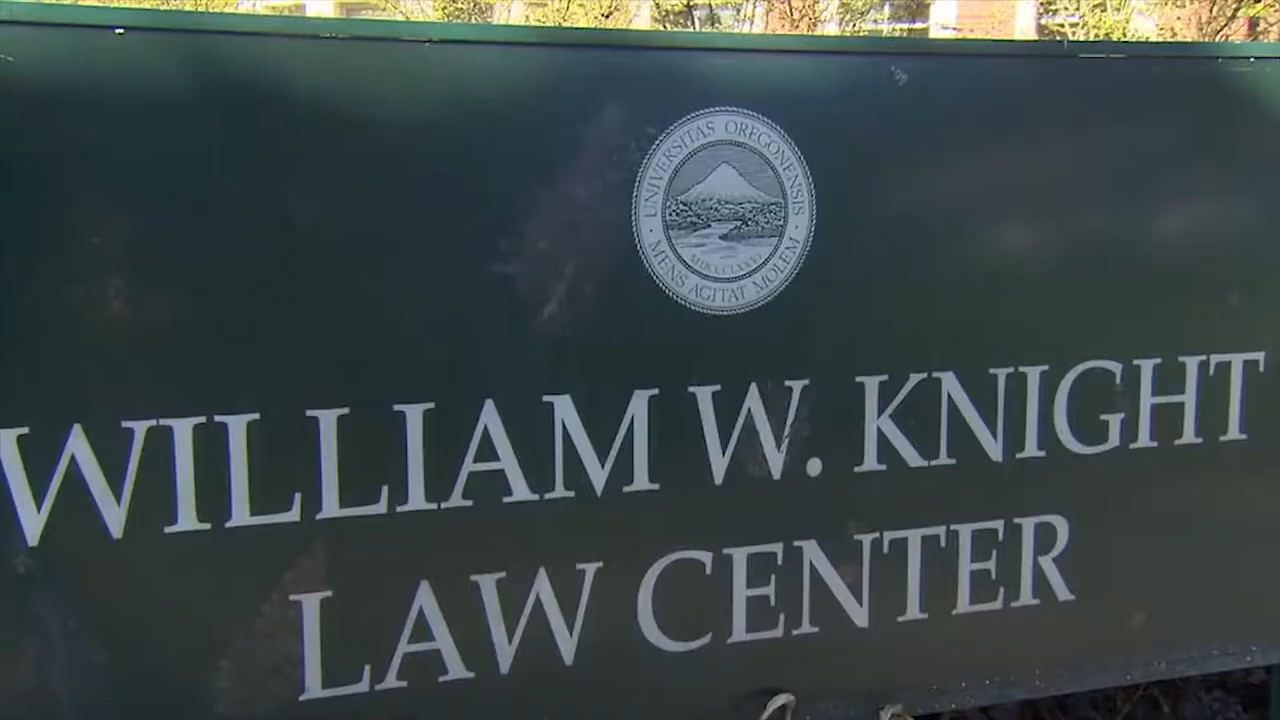 UNIVERSITAS OREGONENSIS
MENS AGITAT MOLEM
WILLIAM W. KNIGHT
LAW CENTER